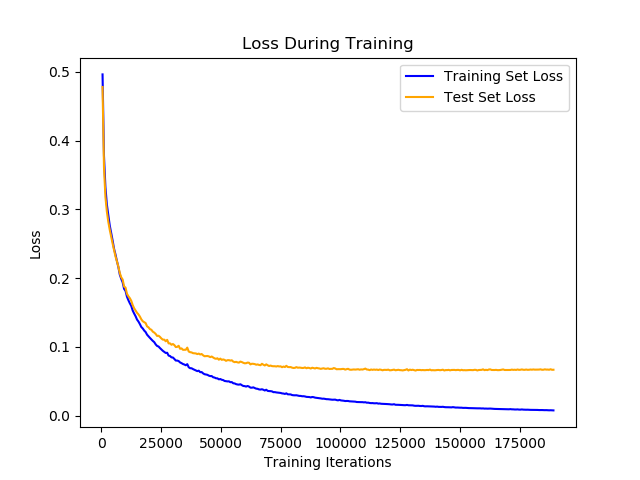 Loss During Training
Training Set Loss
Test Set Loss
0.5
0.4
0.3
0.2
0.1
0.0
Loss
0 25000 50000 75000 100000 125000 150000 175000
Training Iterations